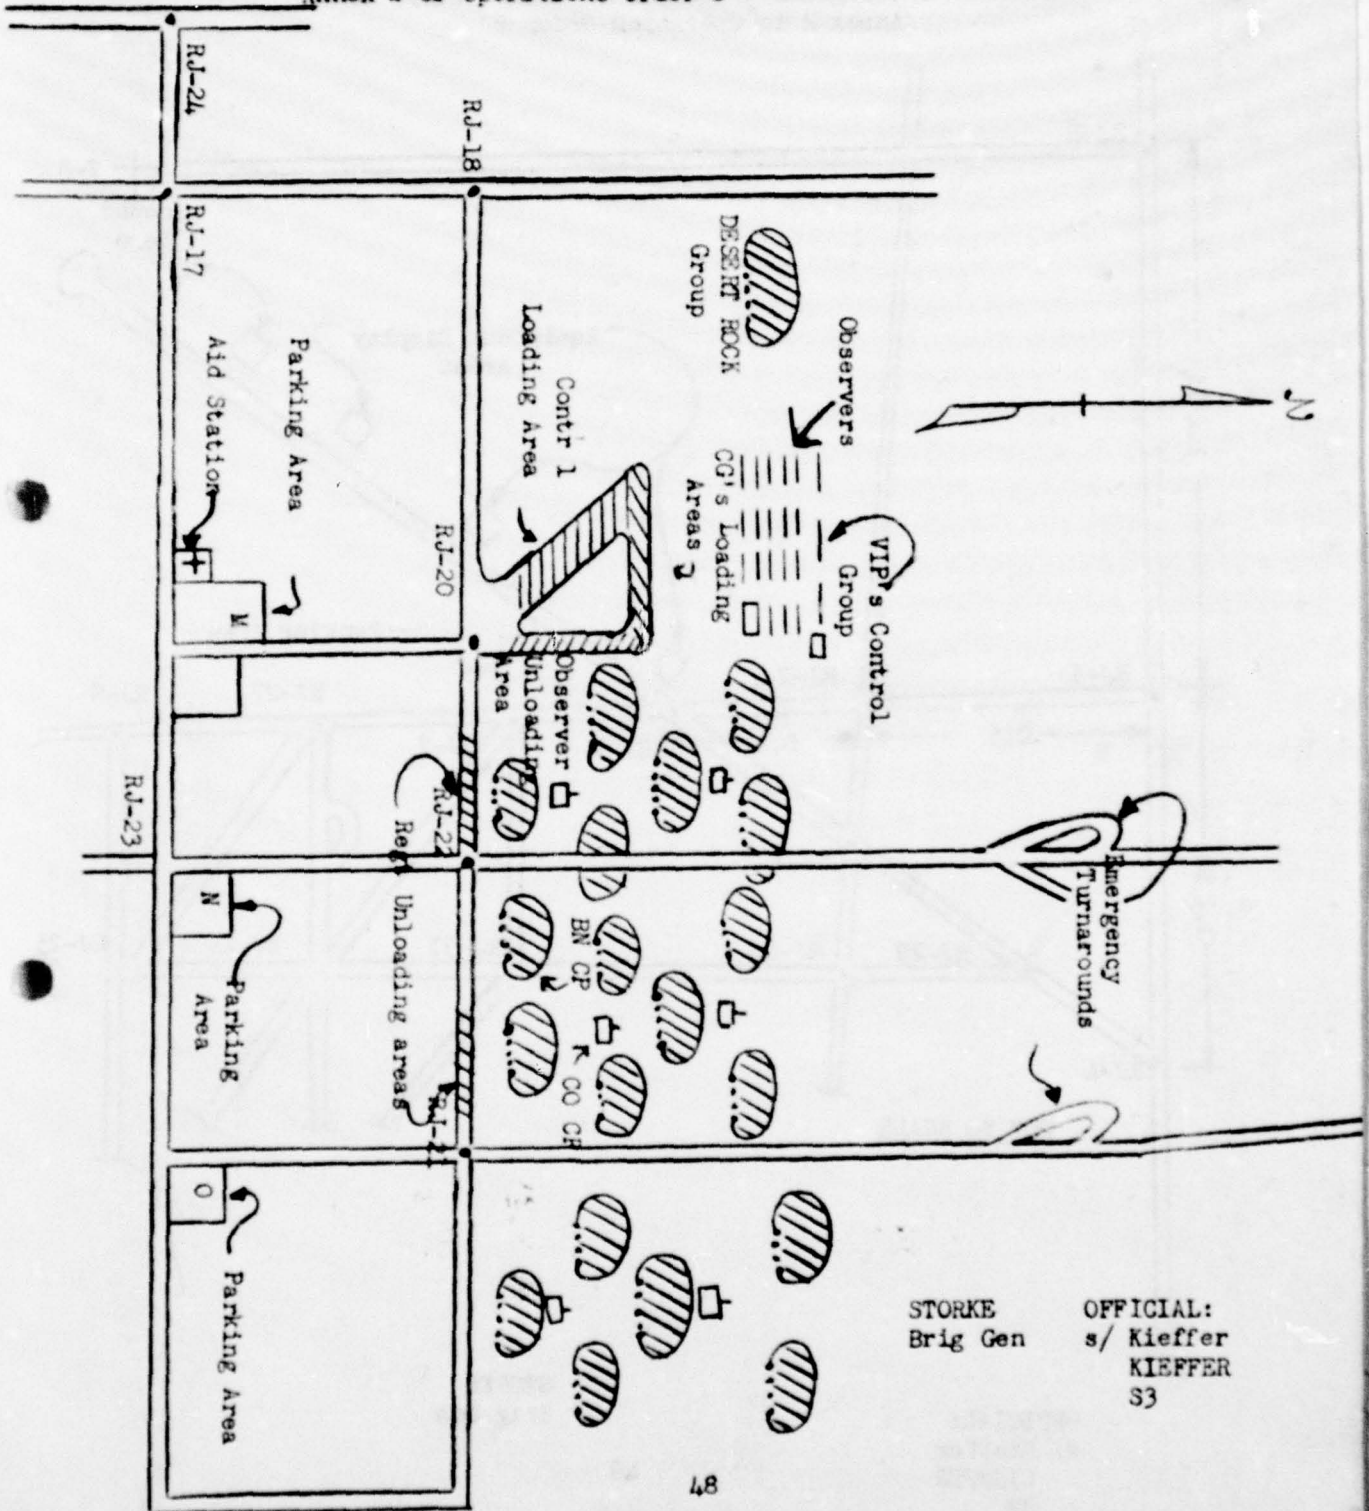 RJ-24
RJ-18
RJ-17
DESERT ROCK
Group
Observers
N
Contr l
Loading Area
Parking Area
Aid Station
CG's Loading
Areas
VIP's Control
Group
RJ-20
M
Observer
Unloading
Area
RJ-23
RJ-22
Regt Unloading areas
Emergency
Turnarounds
N
Parking
Area
BN CP
CO CP
RJ-21
O
Parking Area
STORKE
Brig Gen
OFFICIAL:
s/ Kieffer
KIEFFER
S3
48